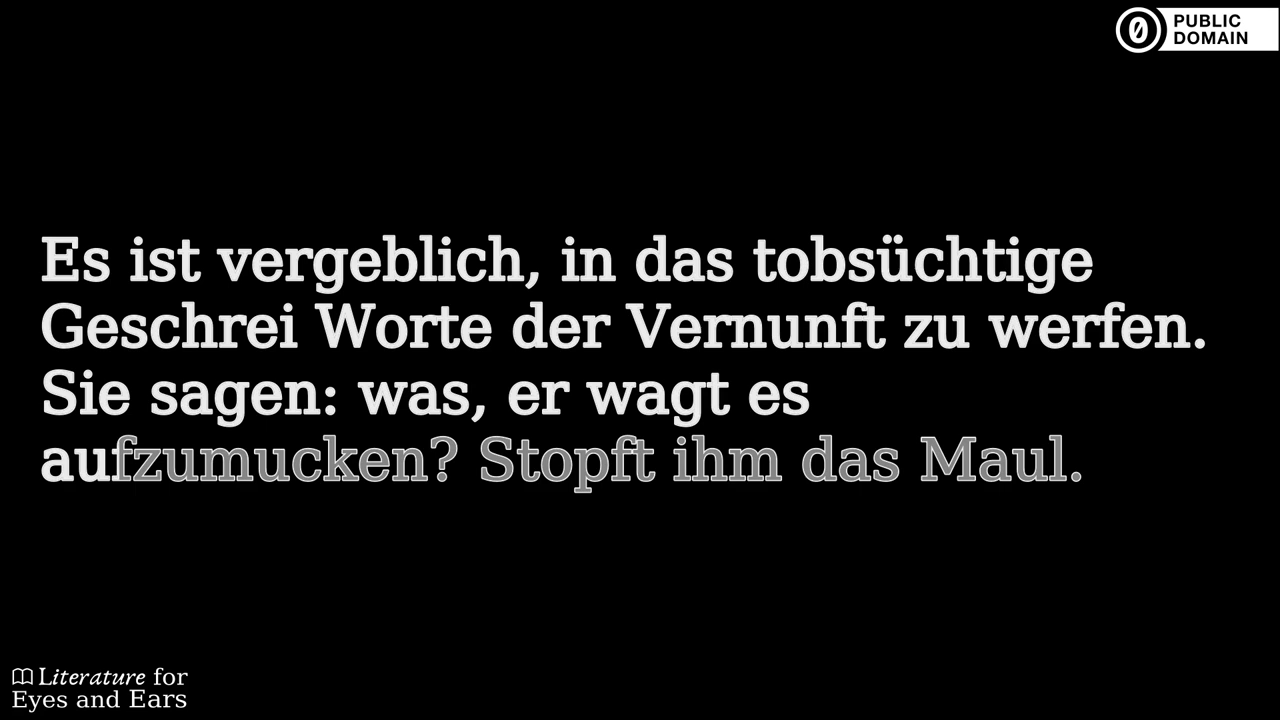 PUBLIC
DOMAIN
Es ist vergeblich, in das tobsüchtige
Geschrei Worte der Vernunft zu werfen.
Sie sagen: was, er wagt es
aufzumucken? Stopft ihm das Maul.
Literature for
Eyes and Ears